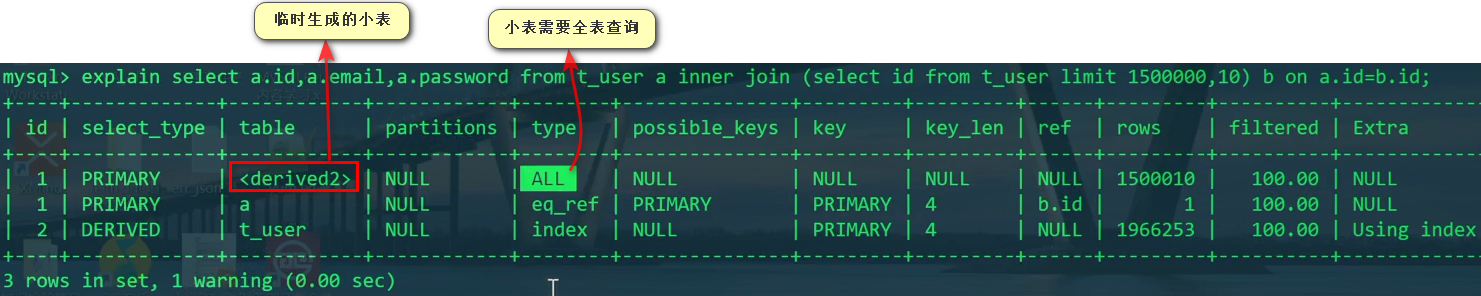 临时生成的小表
小表需要全表查询
mysql> explain select a.id,a.email,a.password from t_user a inner join (select id from t_user limit 1500000,10) b on a.id=b.id;
+----+-------------+------------+------------+--------+---------------+---------+---------+------+---------+----------+-------------+
| id | select_type | table | partitions | type | possible_keys | key | key_len | ref | rows | filtered | Extra
+----+-------------+------------+------------+--------+---------------+---------+---------+------+---------+----------+-------------+
| 1 | PRIMARY | <derived2> | NULL | ALL | NULL | NULL | NULL | NULL | 1500010 | 100.00 | NULL
| 1 | PRIMARY | a | NULL | eq_ref | PRIMARY | PRIMARY | 4 | b.id | 1 | 100.00 | NULL
| 2 | DERIVED | t_user | NULL | index | NULL | PRIMARY | 4 | NULL | 1966253 | 100.00 | Using index
+----+-------------+------------+------------+--------+---------------+---------+---------+------+---------+----------+-------------+
3 rows in set, 1 warning (0.00 sec)